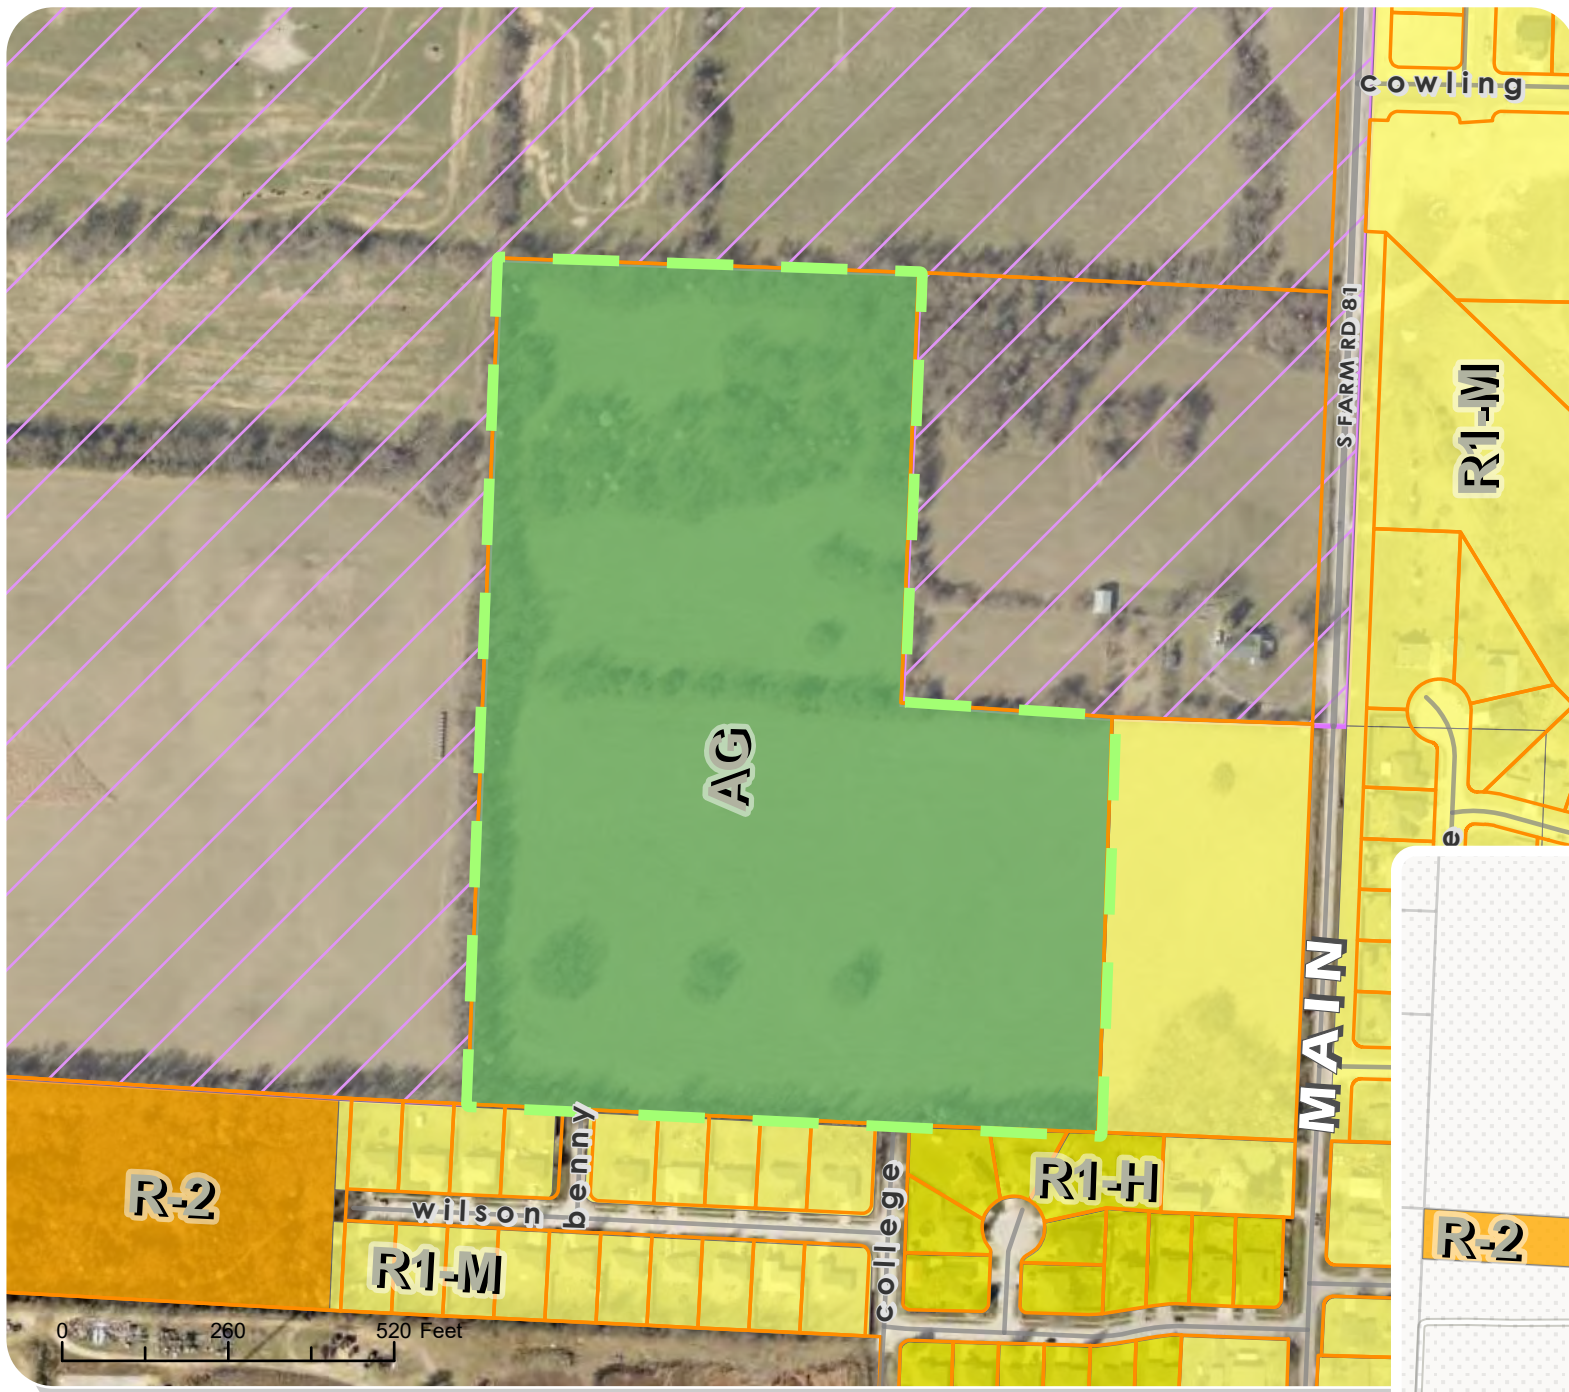 cowling
S FARM RD 81
R1-M
AG
e
MAIN
benny
R1-H
college
R-2
wilson
R1-M
R-2
0 260 520 Feet